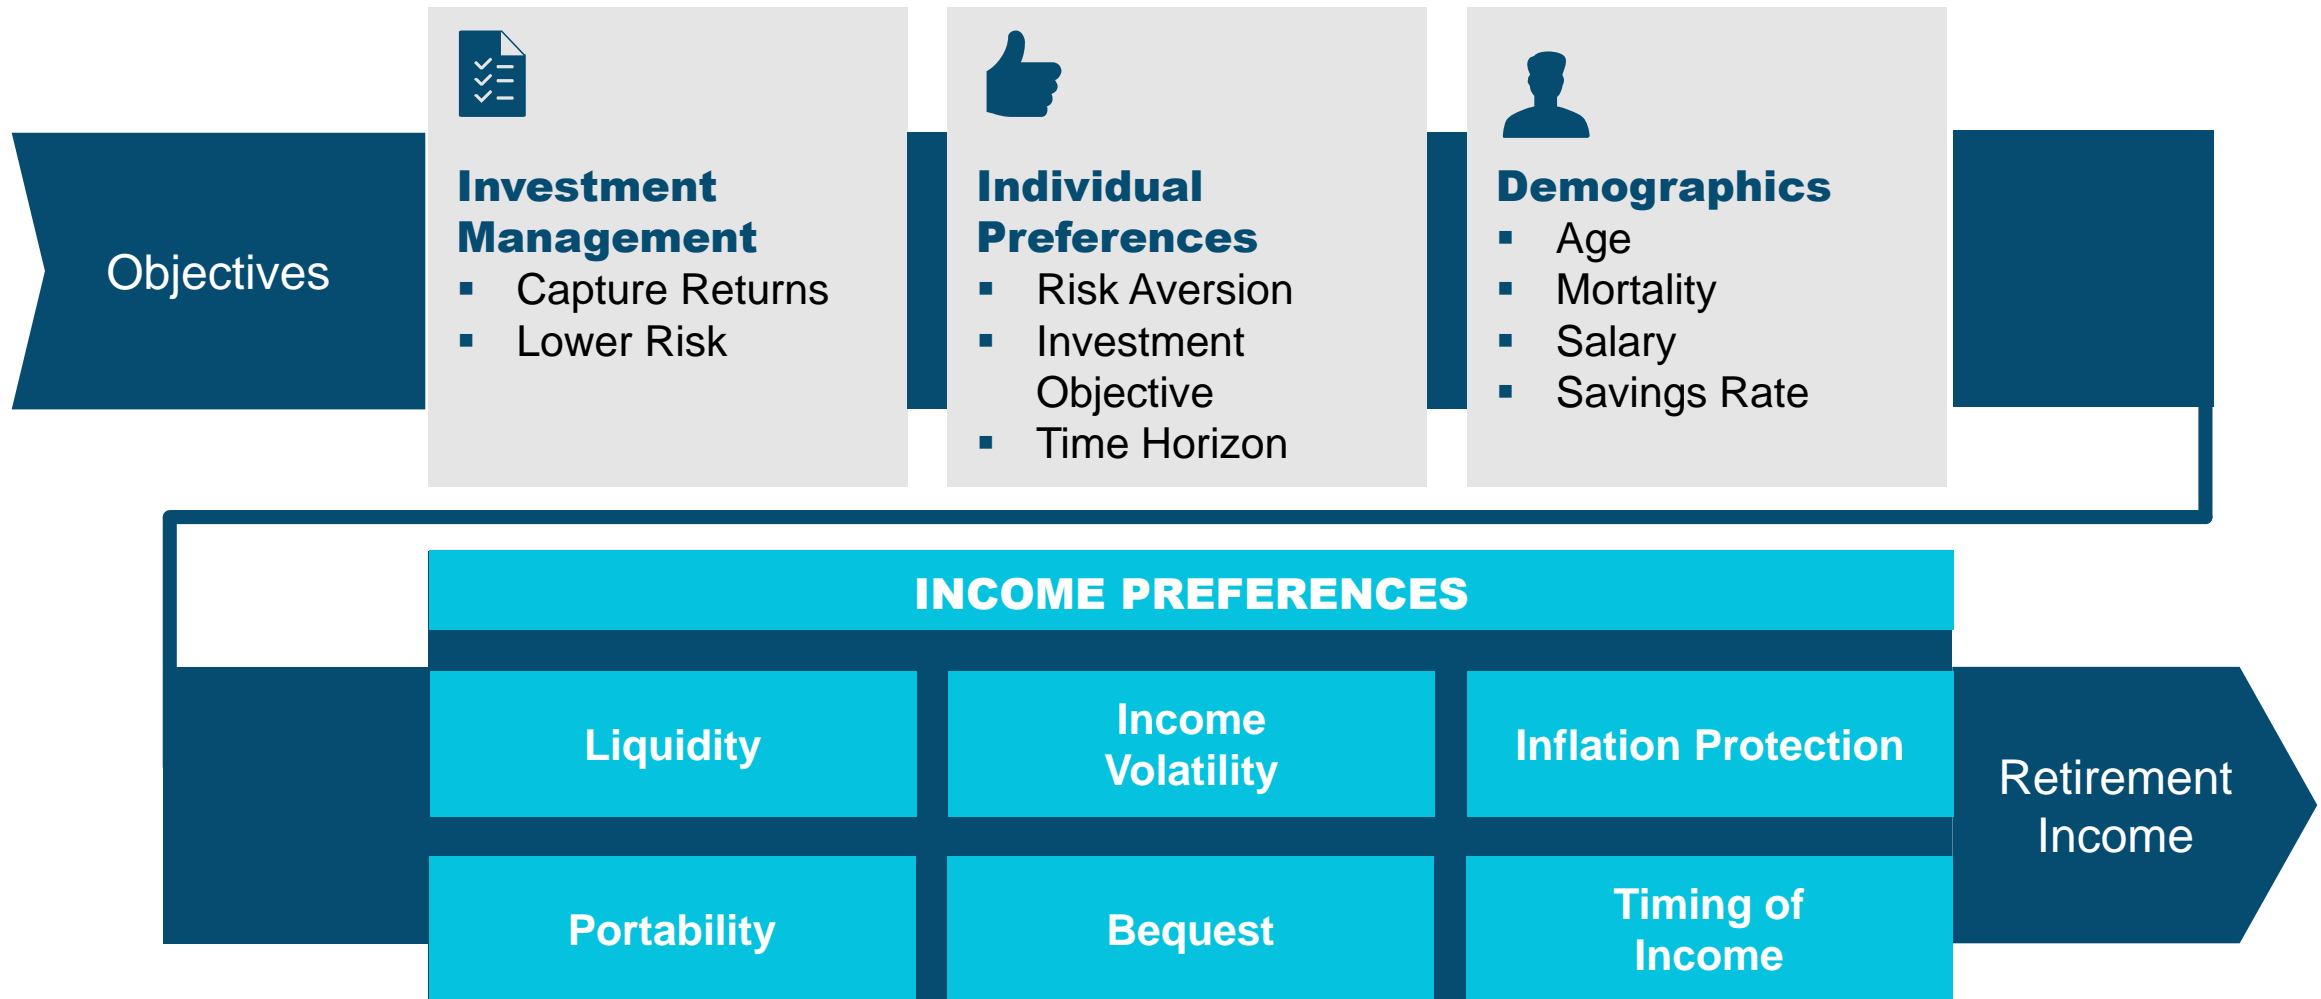 Objectives
Investment
Management
▪ Capture Returns
▪ Lower Risk
Individual
Preferences
▪ Risk Aversion
▪ Investment
Objective
▪ Time Horizon
Demographics
▪ Age
▪ Mortality
▪ Salary
▪ Savings Rate
INCOME PREFERENCES
Liquidity
Income
Volatility
Inflation Protection
Portability
Bequest
Timing of
Income
Retirement
Income